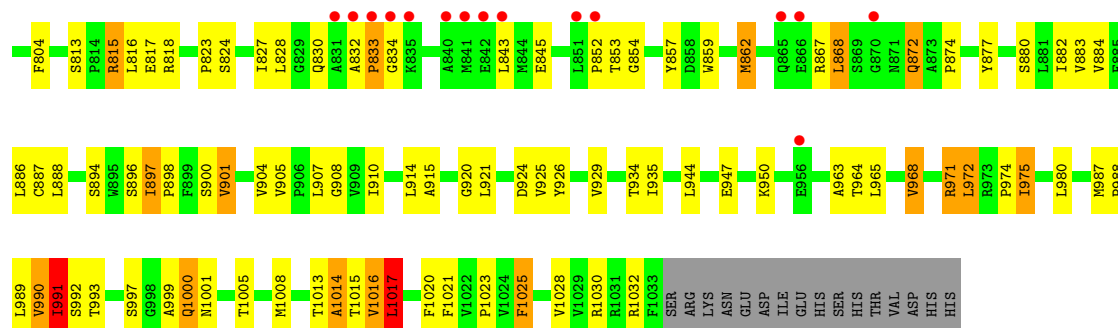 F804 S813 P814 R815 L816 E817 R818 P823 S824 I827 L828 G829 Q830 A831 A832 P833 G834 K835 A840 M841 E842 L843 M844 E845 L851 P852 T853 G854 Y857 D858 W859 M862 Q865 E866 R867 L868 S869 G870 N871 Q872 A873 P874 Y877 S880 L881 I882 V883 V884 F885
L886 C887 L888 S894 W895 S896 I897 P898 F899 S900 V901 V904 V905 P906 L907 G908 V909 I910 L914 A915 G920 L921 D924 V925 Y926 V929 T934 I935 L944 E947 K950 E956 A963 T964 L965 V968 R971 L972 R973 P974 I975 L980 M987 P988
L989 V990 I991 S992 T993 S997 G998 A999 Q1000 N1001 T1005 M1008 T1013 A1014 T1015 V1016 L1017 F1020 F1021 V1022 P1023 V1024 F1025 V1028 V1029 R1030 R1031 R1032 F1033 SER ARG LYS ASN GLU ASP ILE GLU HIS SER HIS THR VAL ASP HIS HIS